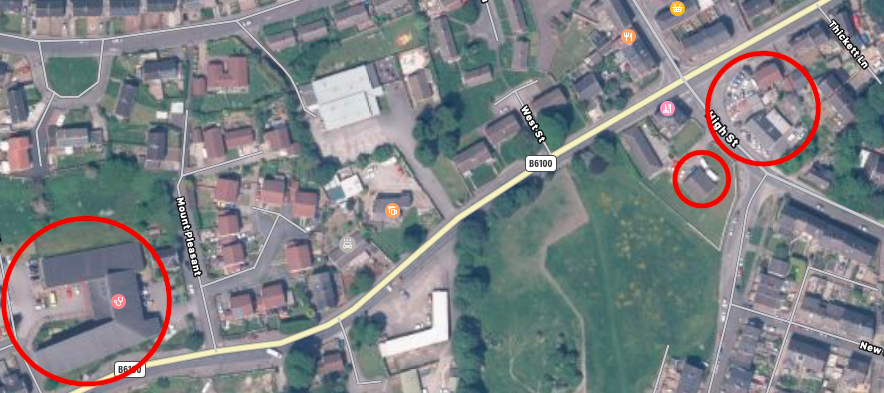 Thickett Ln
High St
West St
B6100
Mount Pleasant
New
B6100